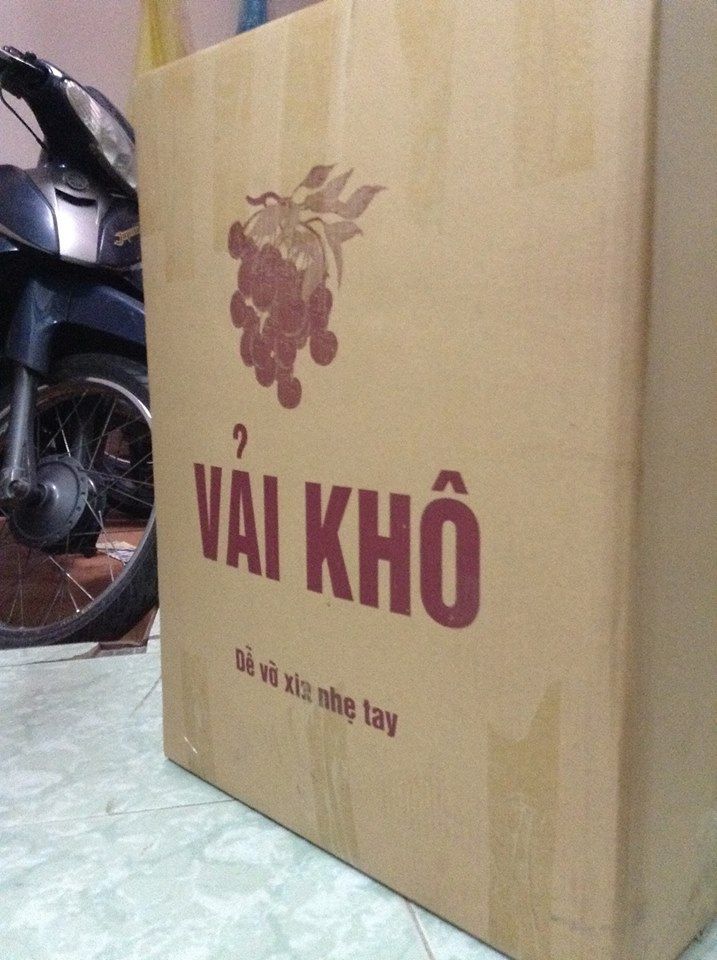 VẢI KHÔ
Dễ vỡ xin nhẹ tay